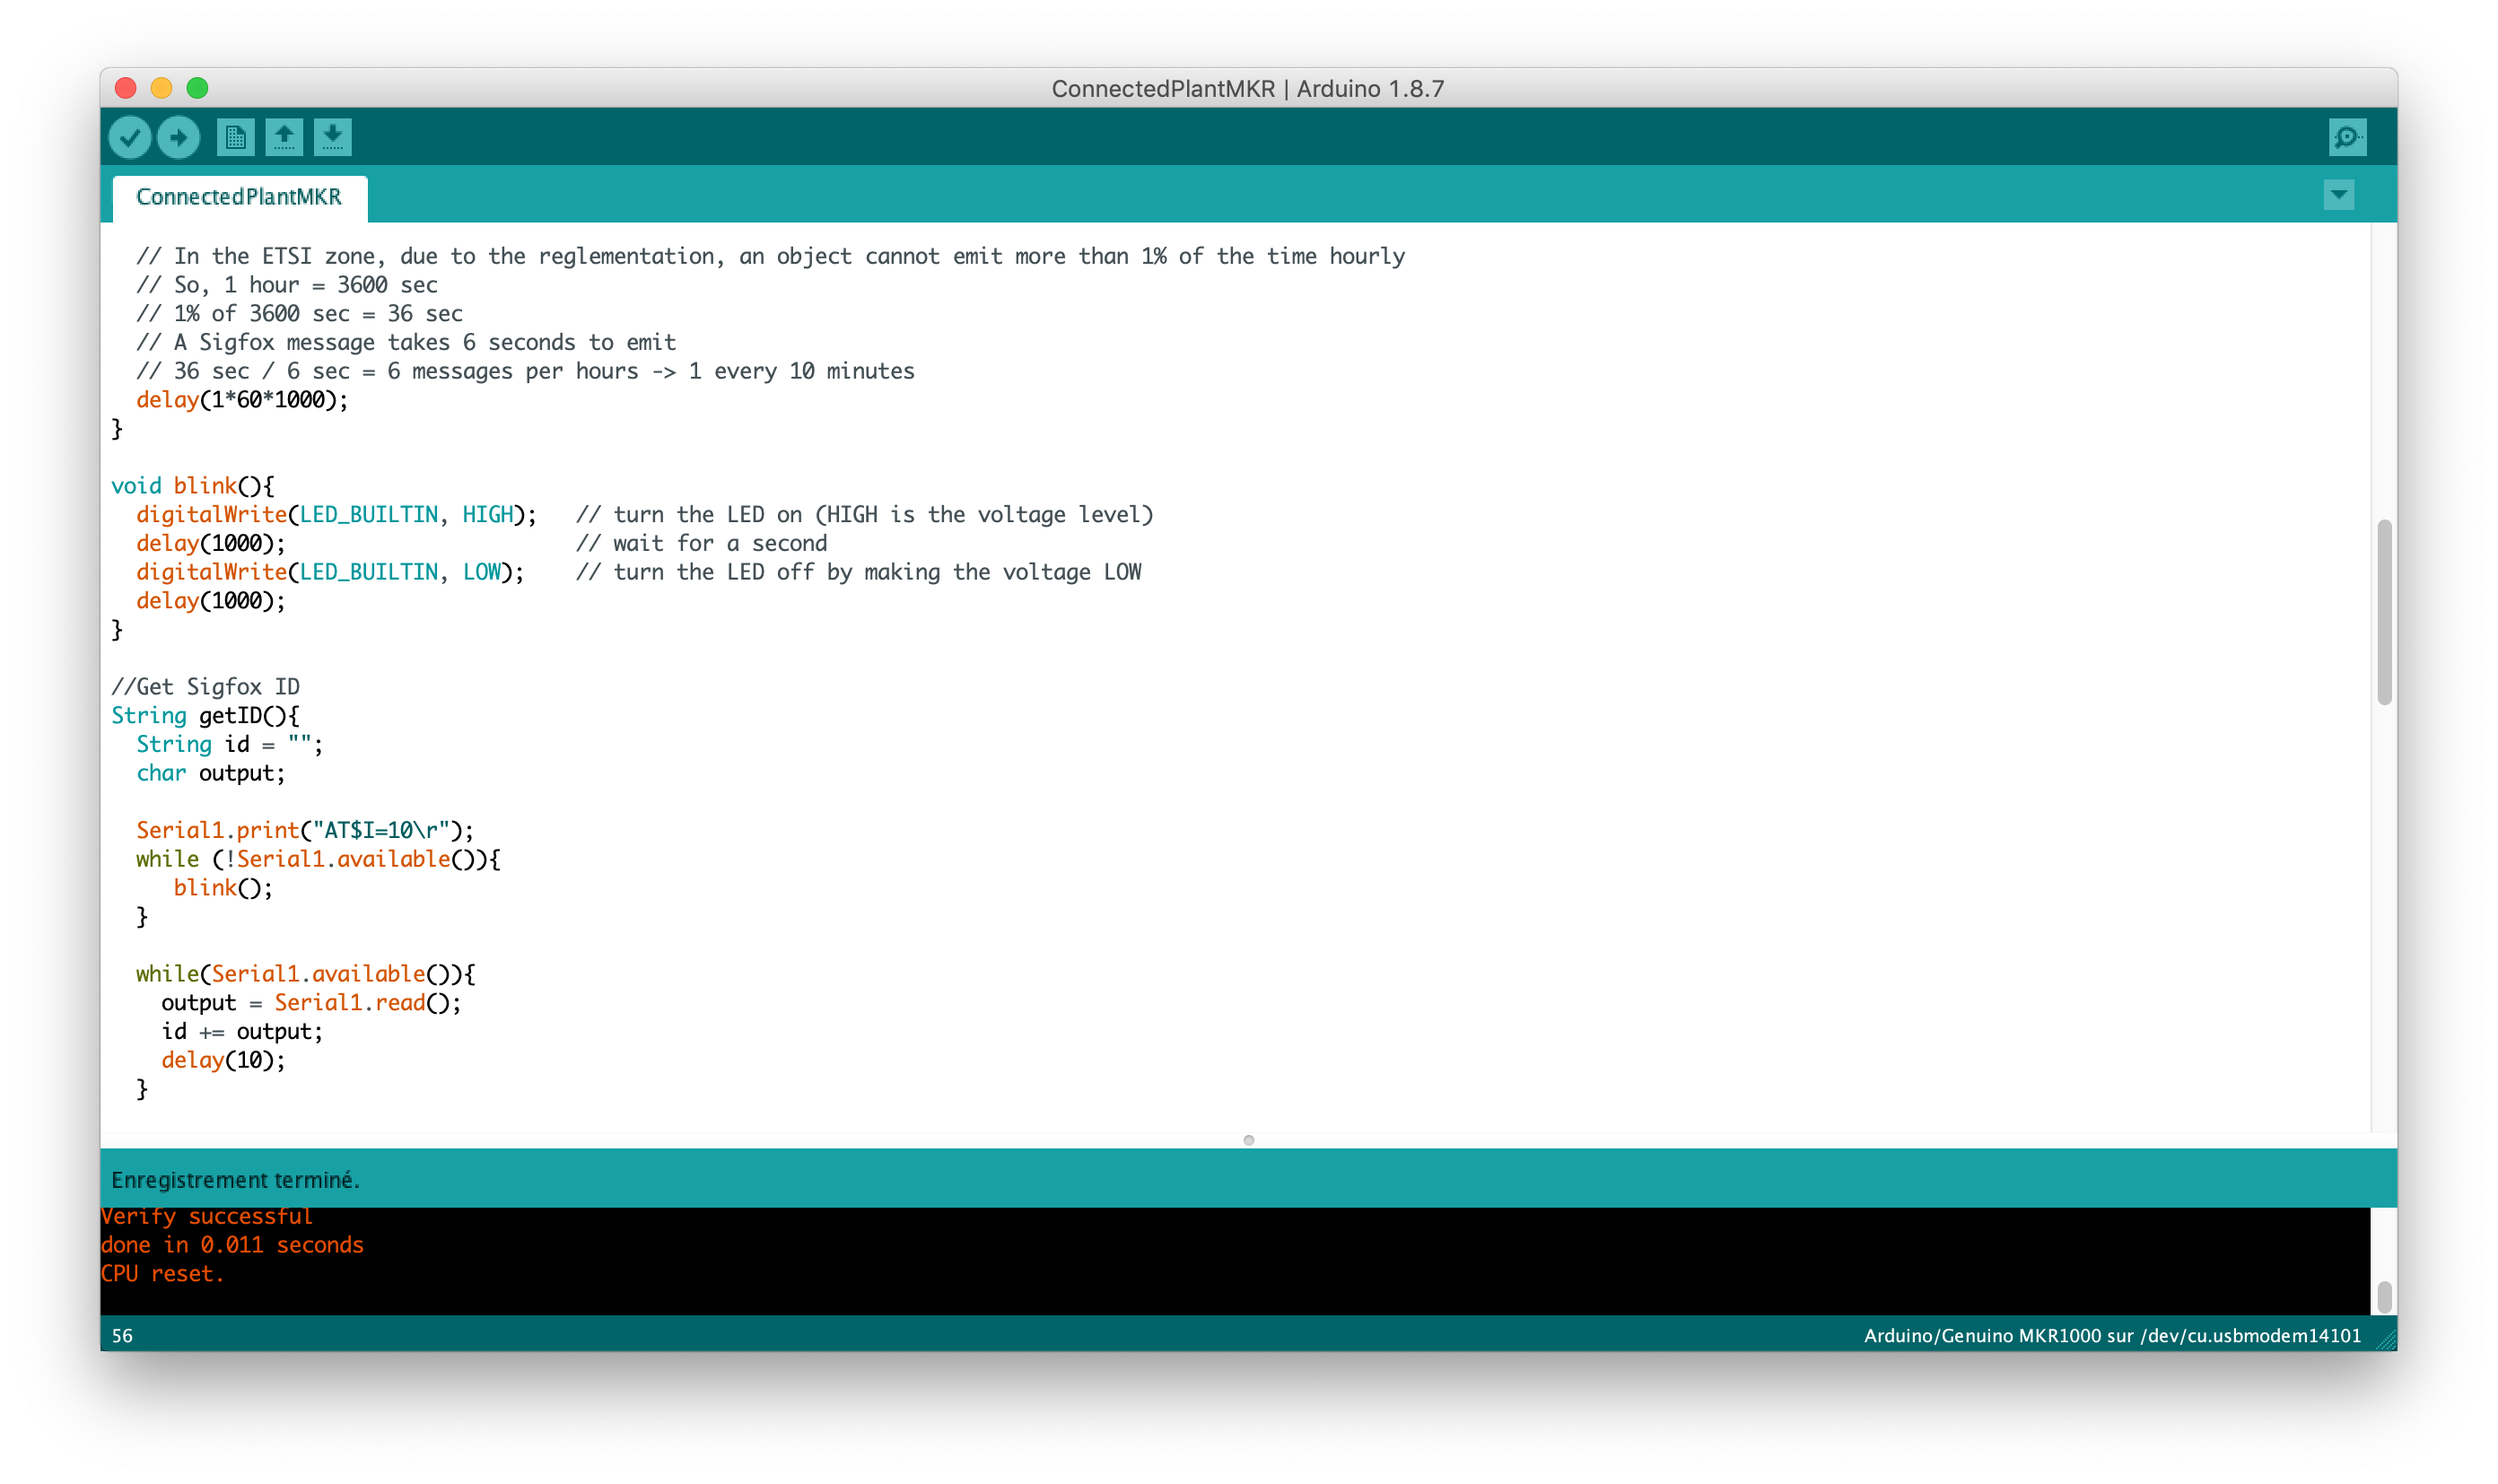 ConnectedPlantMKR | Arduino 1.8.7
ConnectedPlantMKR
// In the ETSI zone, due to the reglementation, an object cannot emit more than 1% of the time hourly
// So, 1 hour = 3600 sec
// 1% of 3600 sec = 36 sec
// A Sigfox message takes 6 seconds to emit
// 36 sec / 6 sec = 6 messages per hours -> 1 every 10 minutes
delay(1*60*1000);
}
void blink(){
digitalWrite(LED_BUILTIN, HIGH);   // turn the LED on (HIGH is the voltage level)
delay(1000);                       // wait for a second
digitalWrite(LED_BUILTIN, LOW);    // turn the LED off by making the voltage LOW
delay(1000);
}
//Get Sigfox ID
String getID(){
String id = "";
char output;
Serial1.print("AT$I=10\r");
while (!Serial1.available()){
blink();
}
while(Serial1.available()){
output = Serial1.read();
id += output;
delay(10);
}
Enregistrement terminé.
Verify successful
done in 0.011 seconds
CPU reset.
56
Arduino/Genuino MKR1000 sur /dev/cu.usbmodem14101